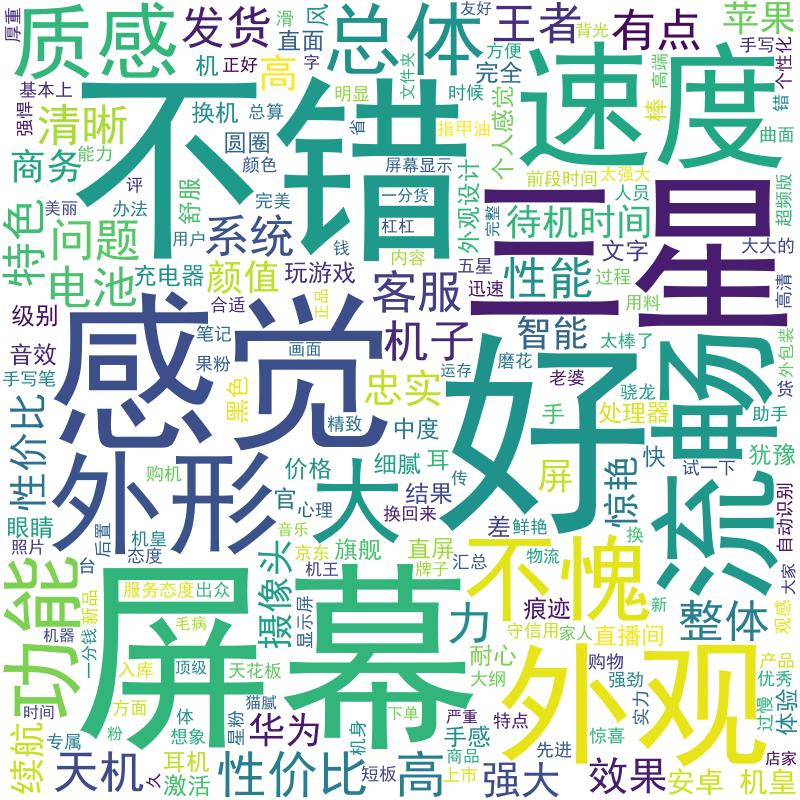 厚重
质感
发货
滑
风
直面
总体
友好
王者
背光
有点
苹果
手写
个性化
机
正好
高
字
文件夹
方便
完全
高端
错
基本上
强悍
清晰
换机
总算
明显
时候
指甲油
个人感觉
棒
曲面
不错
速度
商务
能力
圆圈
颜色
省
屏幕显示
外观设计
前段时间
太强大
超频版
评
舒服
完美
一分货
完整
三星
人员
特色
美丽
办法
问题
用户
系统
钱
杠杠
内容
待机时间
文字
大大的
电池
充电器
颜值
玩游戏
客服
五星
迅速
性能
过程
用料
高清
级别
合适
正品
机子
智能
音效
笔记
感觉
画面
运存
磨花
太棒了
流畅
外包装
手写笔
果粉
黑色
精致
忠实
好
老婆
骁龙
贷
手
处理器
助手
性价比
外形
中度
大
价格
细腻
耳
屏
惊艳
快
犹豫
试一下
购机
官
心理
结果
换回来
差
鲜艳
换
自动识别
眼睛
照片
后置
机皇
态度
音乐
京东
旗舰
直屏
牌子
汇总
传
物流
不愧
大家
功能
新品
机器
一分钱
屏幕
服务态度
出众
毛病
摄像头
机王
显示屏
力
痕迹
守信用
家人
直播间
新
整体
观感
入库
顶级
天花板
耐心
大纲
外观
购物
强劲
实力
产品
优秀
过慢
体验
时间
方面
体
想象
猫腻
星粉
华为
机身
下单
严重
手感
特点
惊喜
续航
专属
粉
天机
久
耳机
激活
性价比
短板
高
商品
上市
强大
先进
效果
安卓
店家
机皇